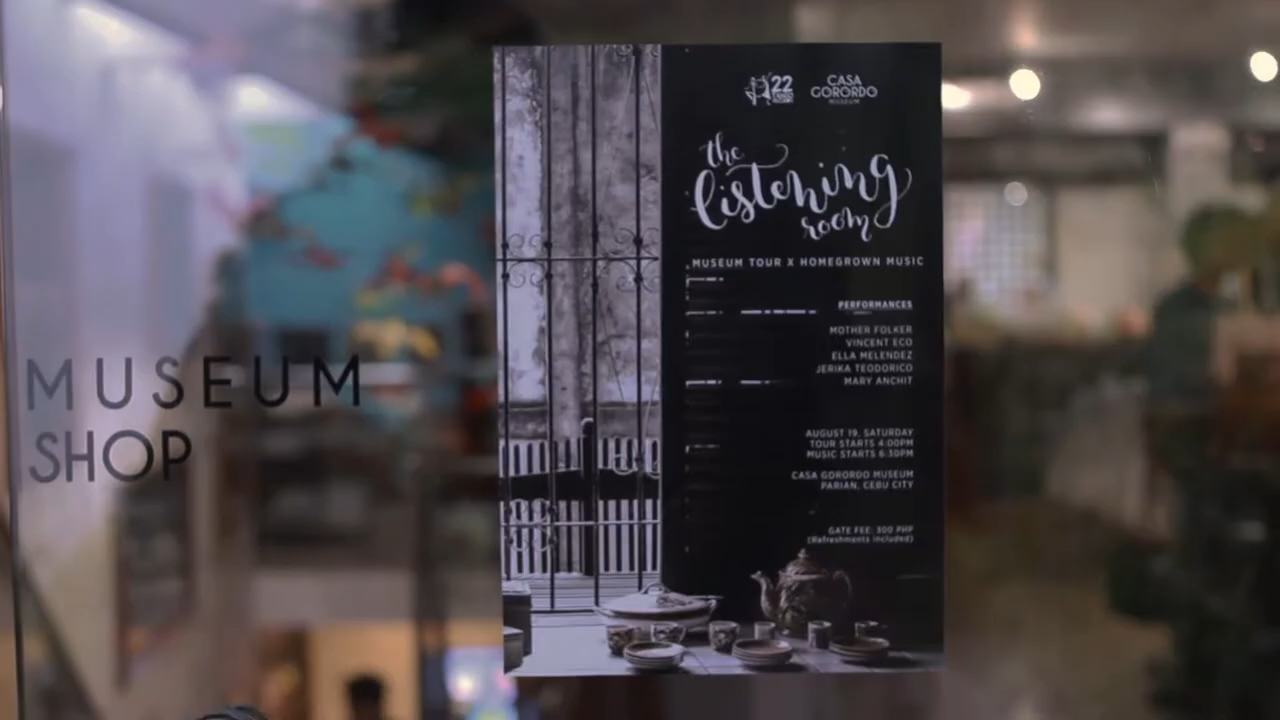 MUSEUM
SHOP
22
CASA
GORORDO
MUSEUM
the
listening
room
MUSEUM TOUR X HOMEGROWN MUSIC
PERFORMANCES
MOTHER FOLKER
VINCENT ECO
ELLA MELENDEZ
JERIKA TEODORICO
MARY ANCHIT
AUGUST 19, SATURDAY
TOUR STARTS 4:00PM
MUSIC STARTS 6:30PM
CASA GORORDO MUSEUM
PARIAN, CEBU CITY
GATE FEE: 300 PHP
(Refreshments included)